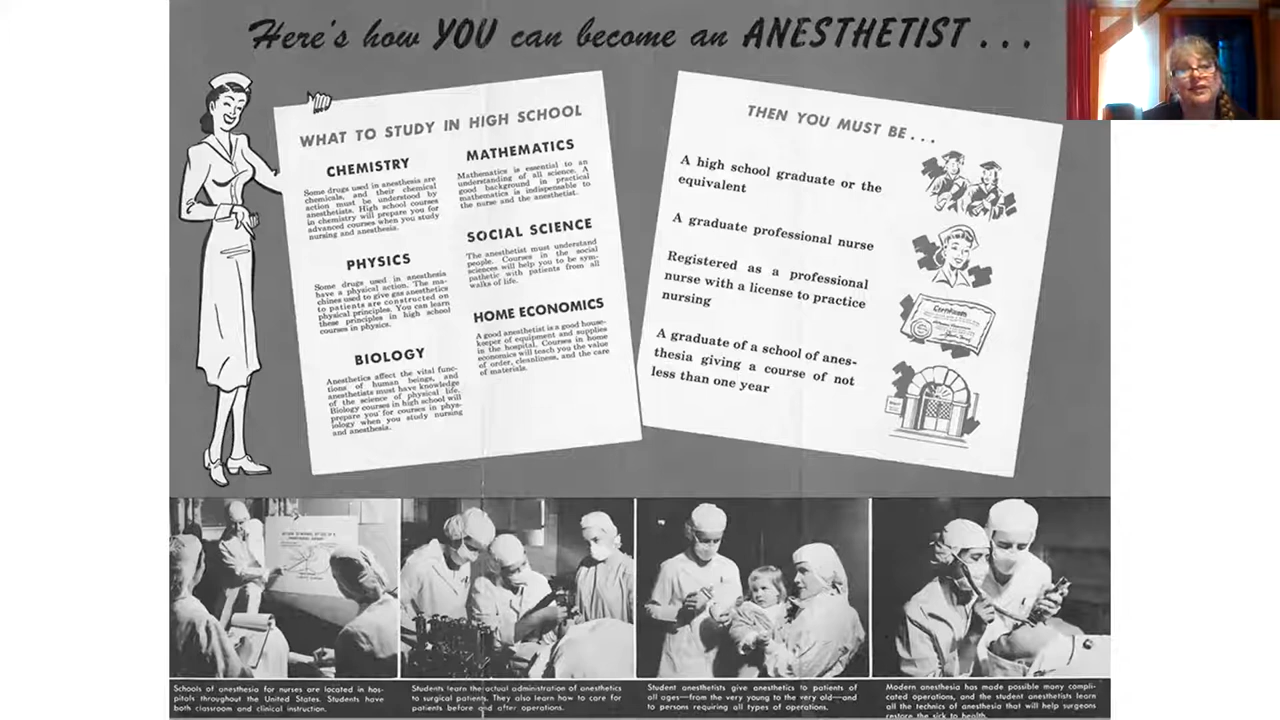 Here's how YOU can become an ANESTHETIST . . .
WHAT TO STUDY IN HIGH SCHOOL
CHEMISTRY
Some drugs used in anesthesia are
chemicals, and their chemical
action must be understood by
anesthetists. High school courses
in chemistry will prepare you for
advanced courses when you study
nursing and anesthesia.
PHYSICS
Some drugs used in anesthesia
have a physical action. The ma-
chines used to give gas anesthetics
to patients are constructed on
physical principles. You can learn
these principles in high school
courses in physics.
BIOLOGY
Anesthetics affect the vital func-
tions of human beings, and
anesthetists must have knowledge
of the science of physical life.
Biology courses in high school will
prepare you for courses in phys-
iology when you study nursing
and anesthesia.
MATHEMATICS
Mathematics is essential to an
understanding of all science. A
good background in practical
mathematics is indispensable to
the nurse and the anesthetist.
SOCIAL SCIENCE
The anesthetist must understand
people. Courses in the social
sciences will help you to be sym-
pathetic with patients from all
walks of life.
HOME ECONOMICS
A good anesthetist is a good house-
keeper of equipment and supplies
in the hospital. Courses in home
economics will teach you the value
of order, cleanliness, and the care
of materials.
THEN YOU MUST BE . . .
A high school graduate or the
equivalent
A graduate professional nurse
Registered as a professional
nurse with a license to practice
nursing
A graduate of a school of anes-
thesia giving a course of not
less than one year
Certificate
Schools of anesthesia for nurses are located in hos-
pitals throughout the United States. Students have
both classroom and clinical instruction.
Students learn the actual administration of anesthetics
to surgical patients. They also learn how to care for
patients before and after operations.
Student anesthetists give anesthetics to patients of
all ages—from the very young to the very old—and
to persons requiring all types of operations.
Modern anesthesia has made possible many compli-
cated operations, and the student anesthetists learn
all the technics of anesthesia that will help surgeons
restore the sick to health.